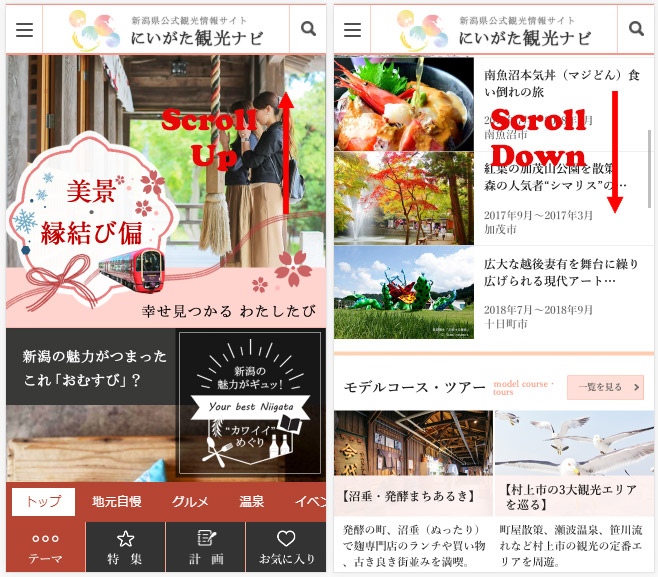 新潟県公式観光情報サイト
にいがた観光ナビ
Scroll
Up
美景
・
縁結び偏
幸せ見つかる わたしたび
新潟の魅力がつまった
これ「おむすび」？
新潟の
魅力がギュッ!
Your best Niigata
“カワイイ”
めぐり
トップ
地元自慢
グルメ
温泉
イベン
テーマ
特 集
計 画
お気に入り
新潟県公式観光情報サイト
にいがた観光ナビ
南魚沼本気丼（マジどん）食
い倒れの旅
南魚沼市
Scroll
Down
紅葉の加茂山公園を散策
森の人気者“シマリス”の…
2017年9月～2017年3月
加茂市
広大な越後妻有を舞台に繰り
広げられる現代アート…
2018年7月～2018年9月
十日町市
モデルコース・ツアー
model course・
tours
一覧を見る
【沼垂・発酵まちあるき】
発酵の町、沼垂（ぬったり）
で麹専門店のランチや買い物
、古き良き街並みを満喫。
【村上市の3大観光エリア
を巡る】
町屋散策、瀬波温泉、笹川流
れなど村上市の観光の定番エ
リアを周遊。